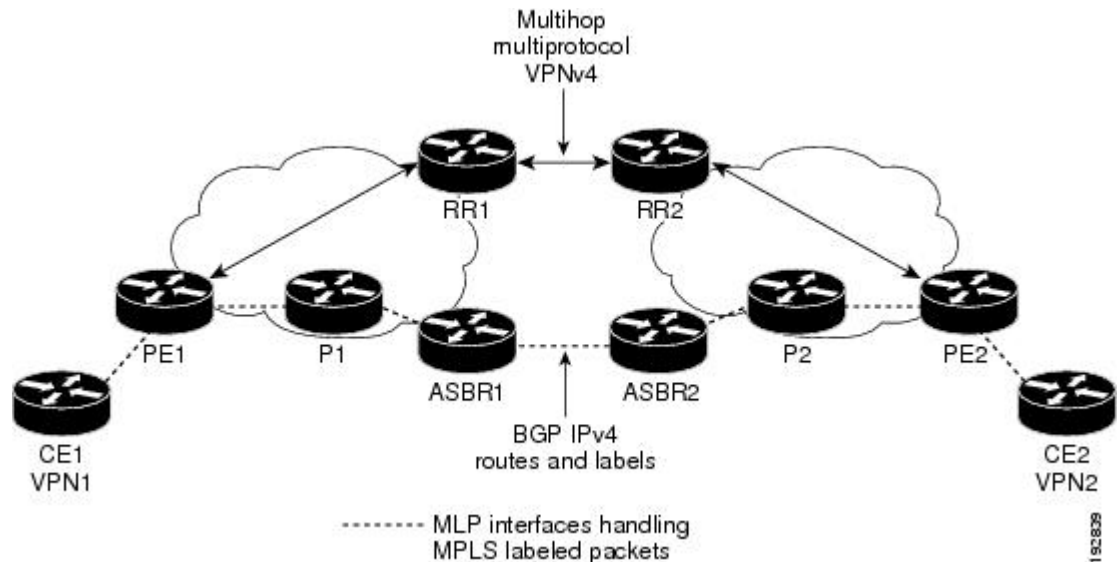 Multihop
multiprotocol
VPNv4
RR1
RR2
PE1
P1
ASBR1
ASBR2
P2
PE2
CE1
VPN1
BGP IPv4
routes and labels
CE2
VPN2
MLP interfaces handling
MPLS labeled packets
192839